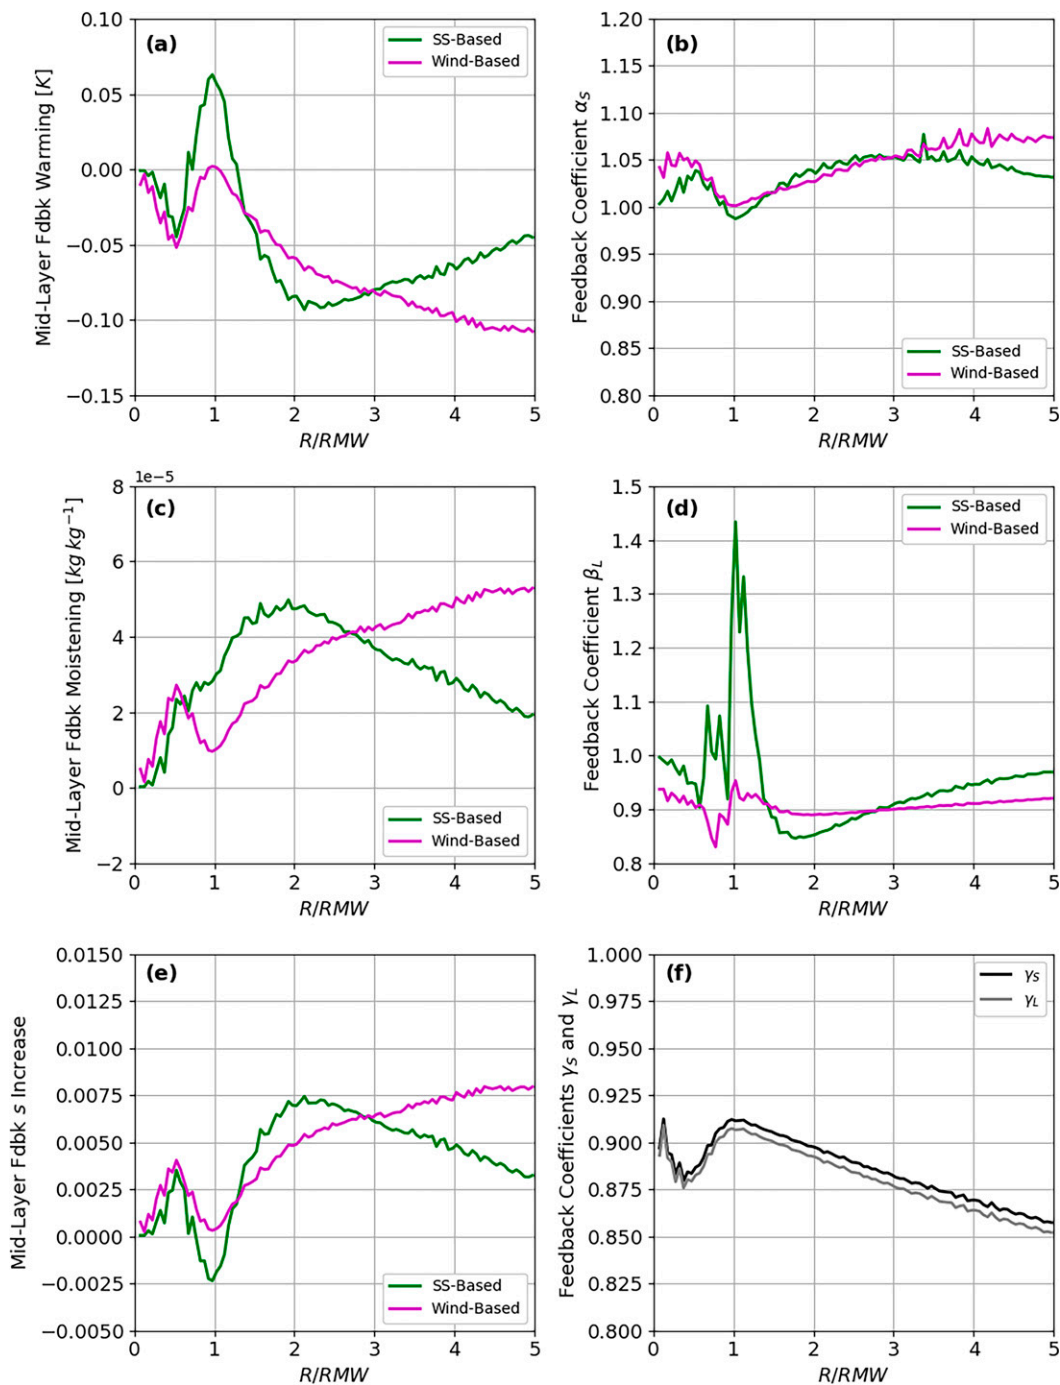 (a)
SS-Based
Wind-Based
Mid-Layer Fdbk Warming [K]
0.10
0.05
0.00
−0.05
−0.10
−0.15
0 1 2 3 4 5
R/RMW
(b)
Feedback Coefficient αS
1.20
1.15
1.10
1.05
1.00
0.95
0.90
0.85
0.80
SS-Based
Wind-Based
0 1 2 3 4 5
R/RMW
1e−5
(c)
Mid-Layer Fdbk Moistening [kg kg−1]
8
6
4
2
0
−2
SS-Based
Wind-Based
0 1 2 3 4 5
R/RMW
(d)
SS-Based
Wind-Based
Feedback Coefficient βL
1.5
1.4
1.3
1.2
1.1
1.0
0.9
0.8
0 1 2 3 4 5
R/RMW
(e)
Mid-Layer Fdbk s Increase
0.0150
0.0125
0.0100
0.0075
0.0050
0.0025
0.0000
−0.0025
−0.0050
SS-Based
Wind-Based
0 1 2 3 4 5
R/RMW
(f)
γS
γL
Feedback Coefficients γS and γL
1.000
0.975
0.950
0.925
0.900
0.875
0.850
0.825
0.800
0 1 2 3 4 5
R/RMW